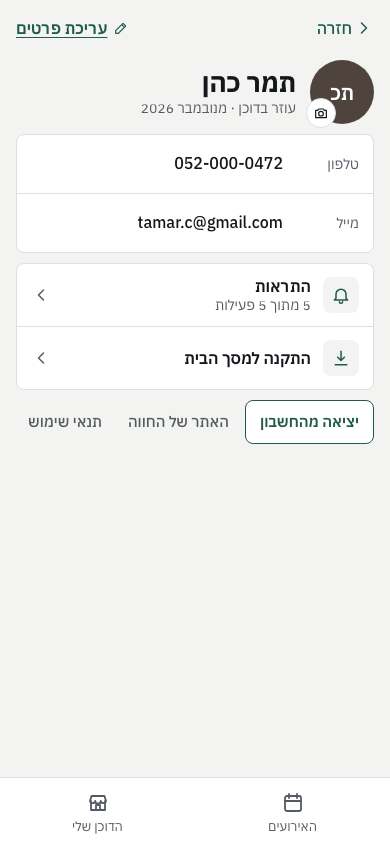 חזרה
עריכת פרטים
תכ
תמר כהן
עוזר בדוכן · מנובמבר 2026
טלפון
052-000-0472
מייל
tamar.c@gmail.com
התראות
5 מתוך 5 פעילות
התקנה למסך הבית
יציאה מהחשבון
האתר של החווה
תנאי שימוש
האירועים
הדוכן שלי